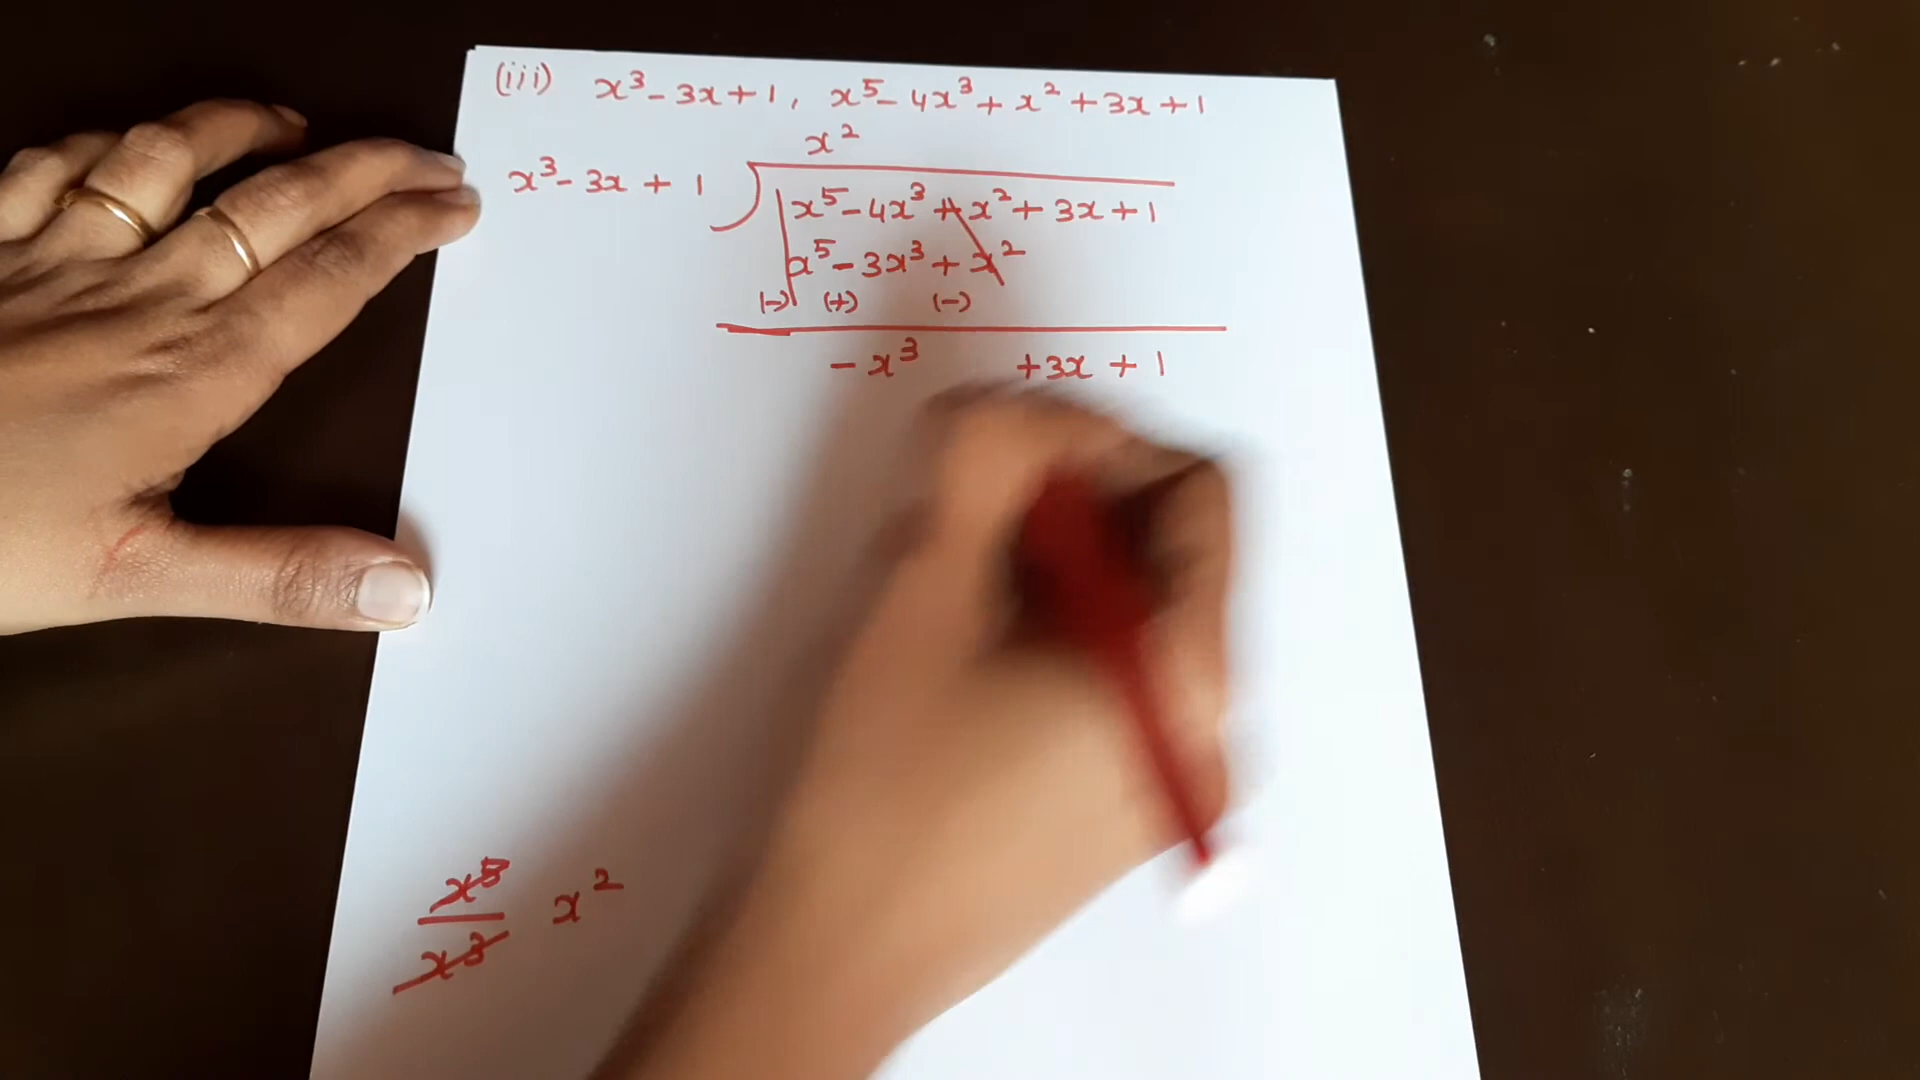 (iii) x³ - 3x + 1, x⁵ - 4x³ + x² + 3x + 1
x²
x³ - 3x + 1 ) x⁵ - 4x³ + x² + 3x + 1
x⁵ - 3x³ + x²
(-) (+) (-)
- x³ + 3x + 1
x⁵
x² 
x³